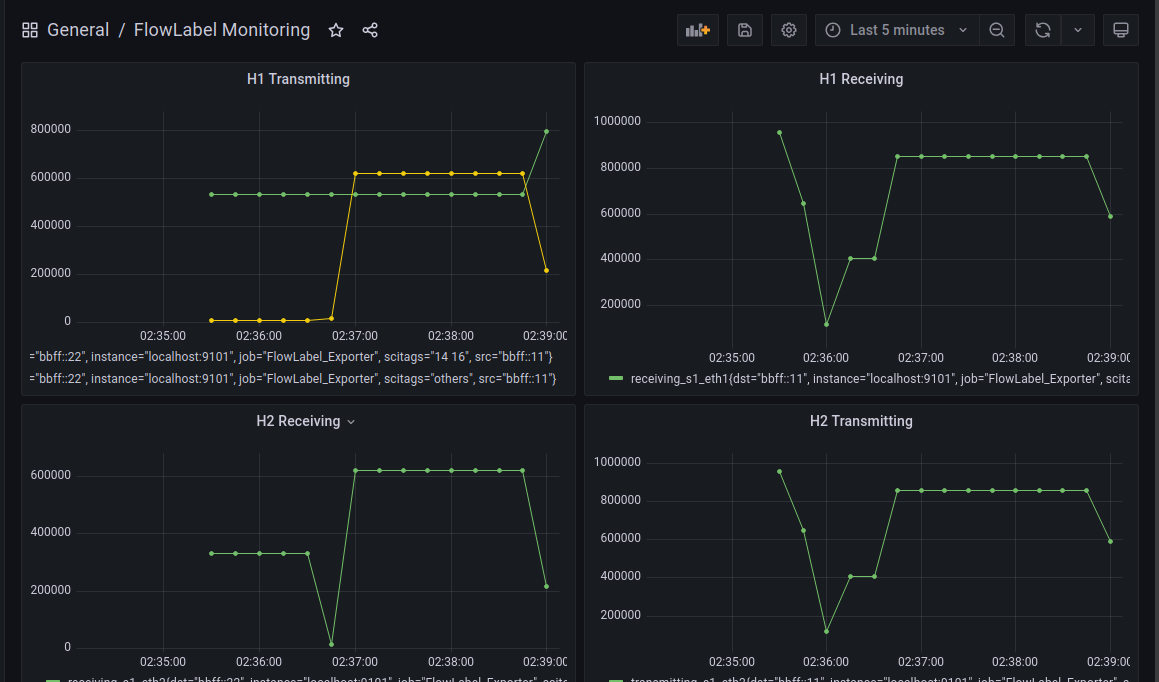 General / FlowLabel Monitoring
Last 5 minutes
H1 Transmitting
800000
600000
400000
200000
0
02:35:00 02:36:00 02:37:00 02:38:00 02:39:00
="bbff::22", instance="localhost:9101", job="FlowLabel_Exporter", scitags="14 16", src="bbff::11"}
="bbff::22", instance="localhost:9101", job="FlowLabel_Exporter", scitags="others", src="bbff::11"}
H1 Receiving
1000000
800000
600000
400000
200000
02:35:00 02:36:00 02:37:00 02:38:00 02:39:00
receiving_s1_eth1{dst="bbff::11", instance="localhost:9101", job="FlowLabel_Exporter", scita
H2 Receiving
600000
400000
200000
0
02:35:00 02:36:00 02:37:00 02:38:00 02:39:00
receiving_s1_eth2{dst="bbff::22", instance="localhost:9101", job="FlowLabel_Exporter", scita
H2 Transmitting
1000000
800000
600000
400000
200000
02:35:00 02:36:00 02:37:00 02:38:00 02:39:00
transmitting_s1_eth2{dst="bbff::11", instance="localhost:9101", job="FlowLabel_Exporter", s